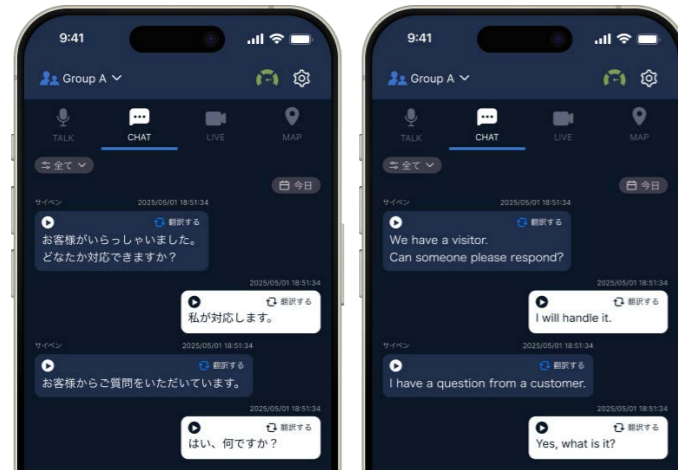 9:41
Group A
TALK
CHAT
LIVE
MAP
全て
今日
サイベン 2025/05/01 18:51:34
翻訳する
お客様がいらっしゃいました。
どなたか対応できますか？
2025/05/01 18:51:34
翻訳する
私が対応します。
サイベン 2025/05/01 18:51:34
翻訳する
お客様からご質問をいただいています。
2025/05/01 18:51:34
翻訳する
はい、何ですか？
9:41
Group A
TALK
CHAT
LIVE
MAP
全て
今日
サイベン 2025/05/01 18:51:34
翻訳する
We have a visitor.
Can someone please respond?
2025/05/01 18:51:34
翻訳する
I will handle it.
サイベン 2025/05/01 18:51:34
翻訳する
I have a question from a customer.
2025/05/01 18:51:34
翻訳する
Yes, what is it?